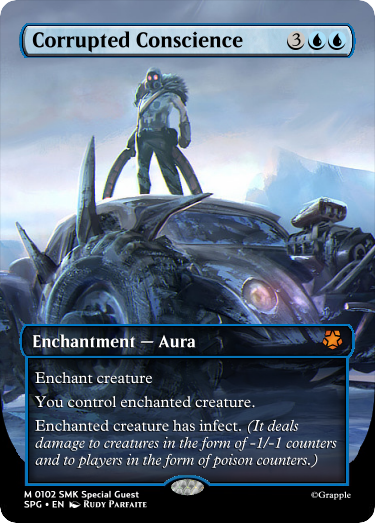 Corrupted Conscience 3
Enchantment — Aura
Enchant creature
You control enchanted creature.
Enchanted creature has infect. (It deals
damage to creatures in the form of -1/-1 counters
and to players in the form of poison counters.)
M 0102 SMK Special Guest
SPG • EN Rudy Parfaite
©Grapple